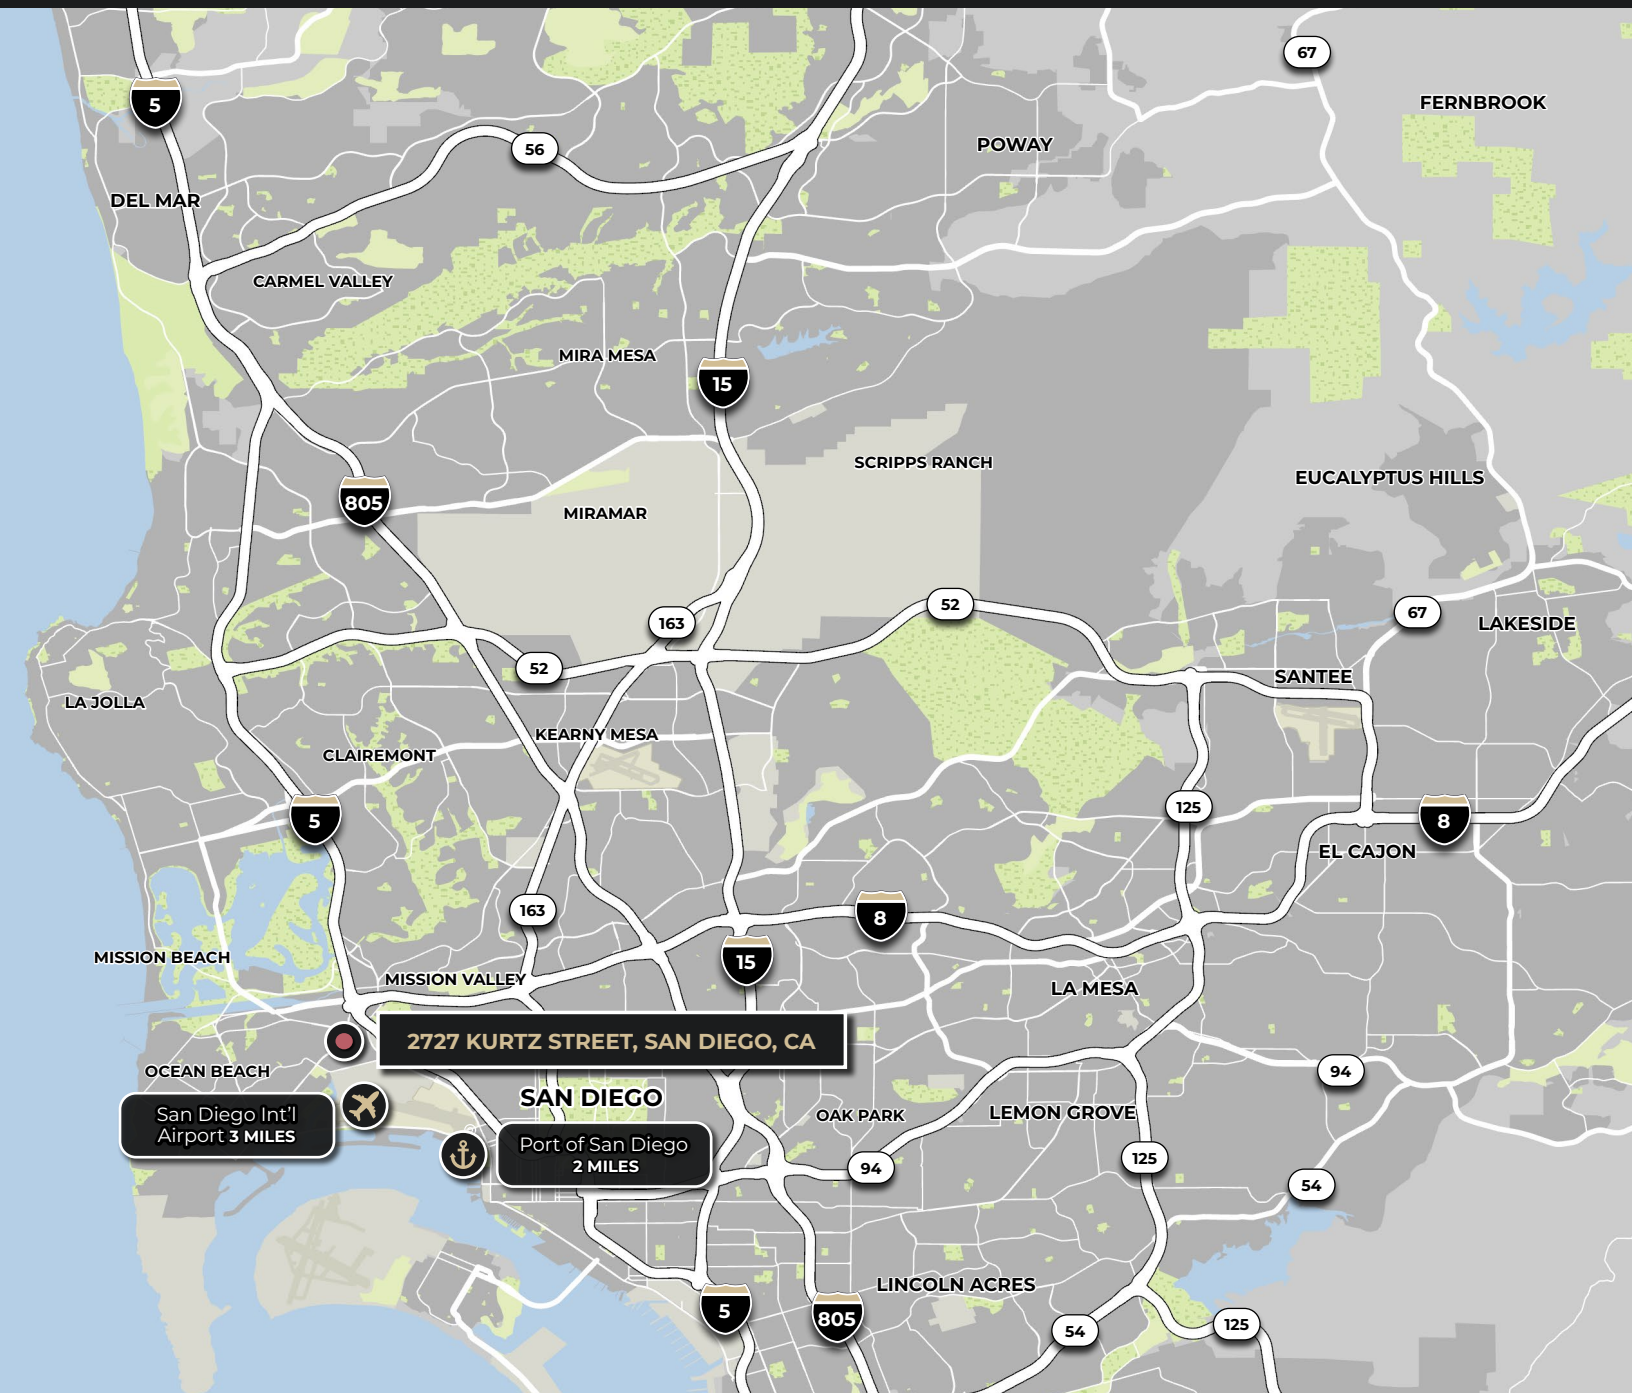 67
FERNBROOK
5
56
POWAY
DEL MAR
CARMEL VALLEY
MIRA MESA
15
SCRIPPS RANCH
EUCALYPTUS HILLS
805
MIRAMAR
52
67
163
LAKESIDE
52
SANTEE
LA JOLLA
KEARNY MESA
CLAIREMONT
125
5
8
EL CAJON
163
8
MISSION BEACH
15
MISSION VALLEY
LA MESA
2727 KURTZ STREET, SAN DIEGO, CA
OCEAN BEACH
94
SAN DIEGO
San Diego Int'l
Airport 3 MILES
OAK PARK
LEMON GROVE
Port of San Diego
2 MILES
94
125
54
LINCOLN ACRES
5
805
54
125